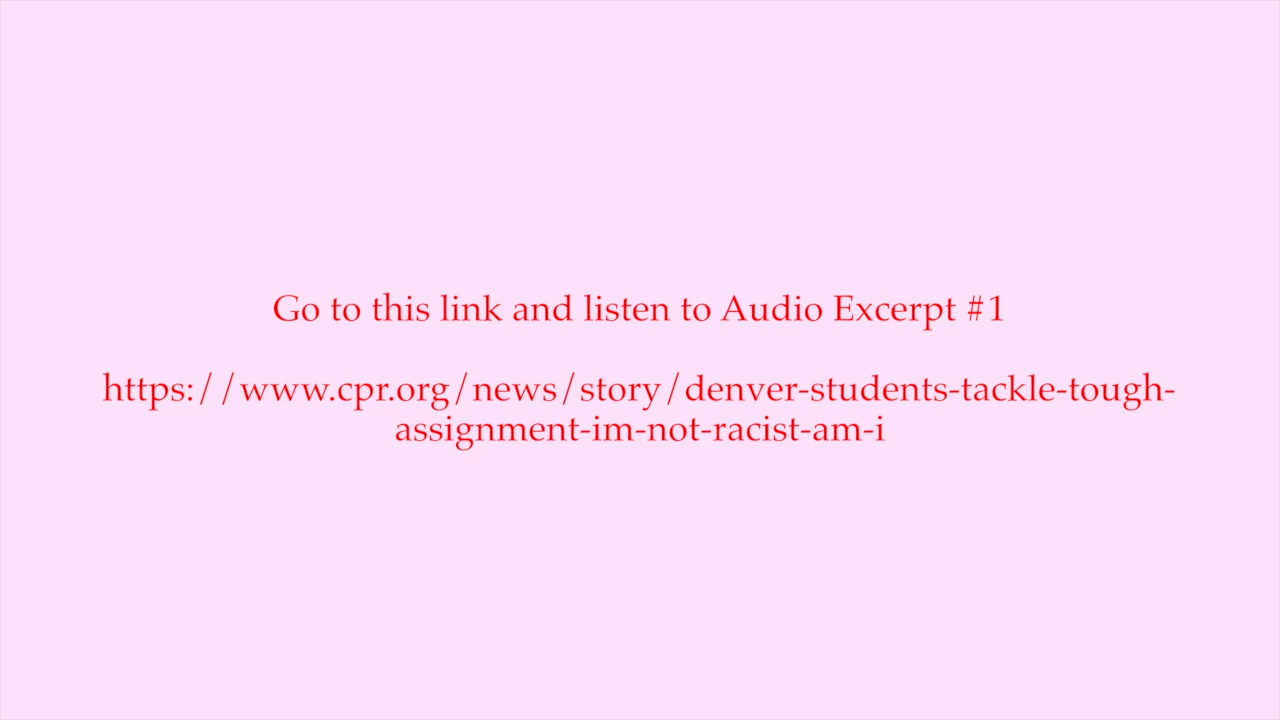 Go to this link and listen to Audio Excerpt #1
https://www.cpr.org/news/story/denver-students-tackle-tough-
assignment-im-not-racist-am-i